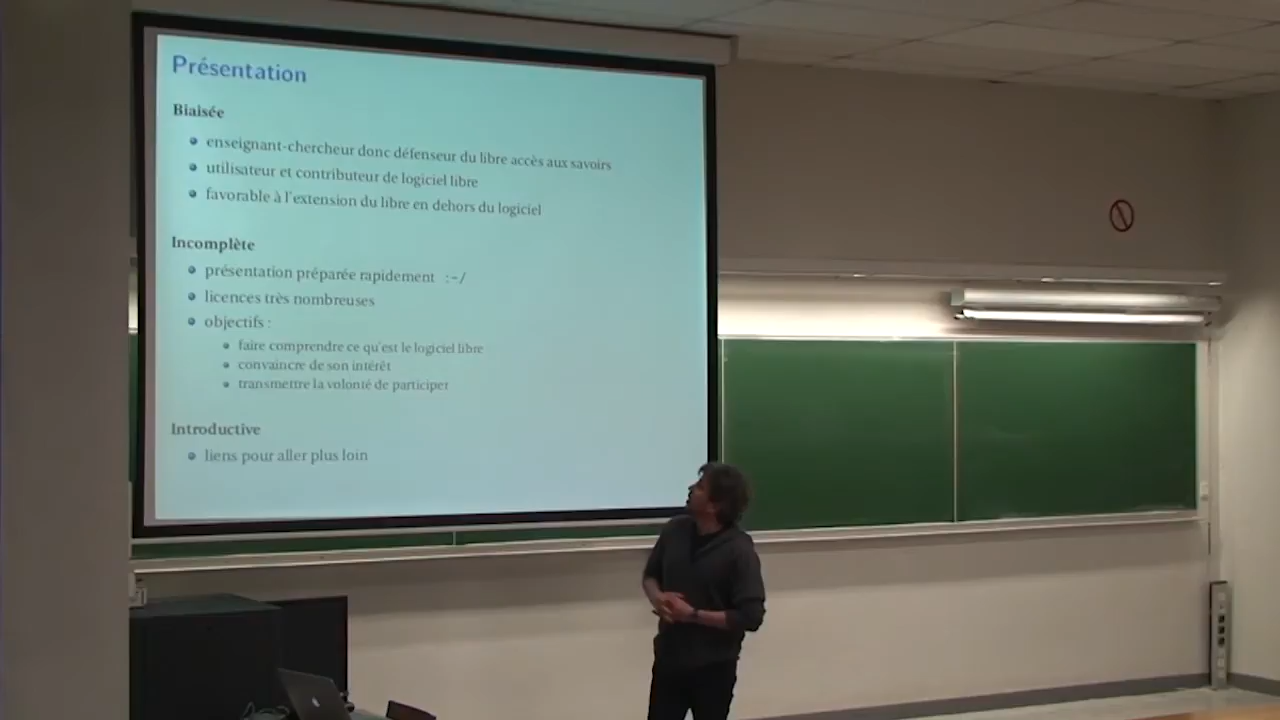 Présentation
Biaisée
enseignant-chercheur donc défenseur du libre accès aux savoirs
utilisateur et contributeur de logiciel libre
favorable à l'extension du libre en dehors du logiciel
Incomplète
présentation préparée rapidement :-/
licences très nombreuses
objectifs :
faire comprendre ce qu'est le logiciel libre
convaincre de son intérêt
transmettre la volonté de participer
Introductive
liens pour aller plus loin